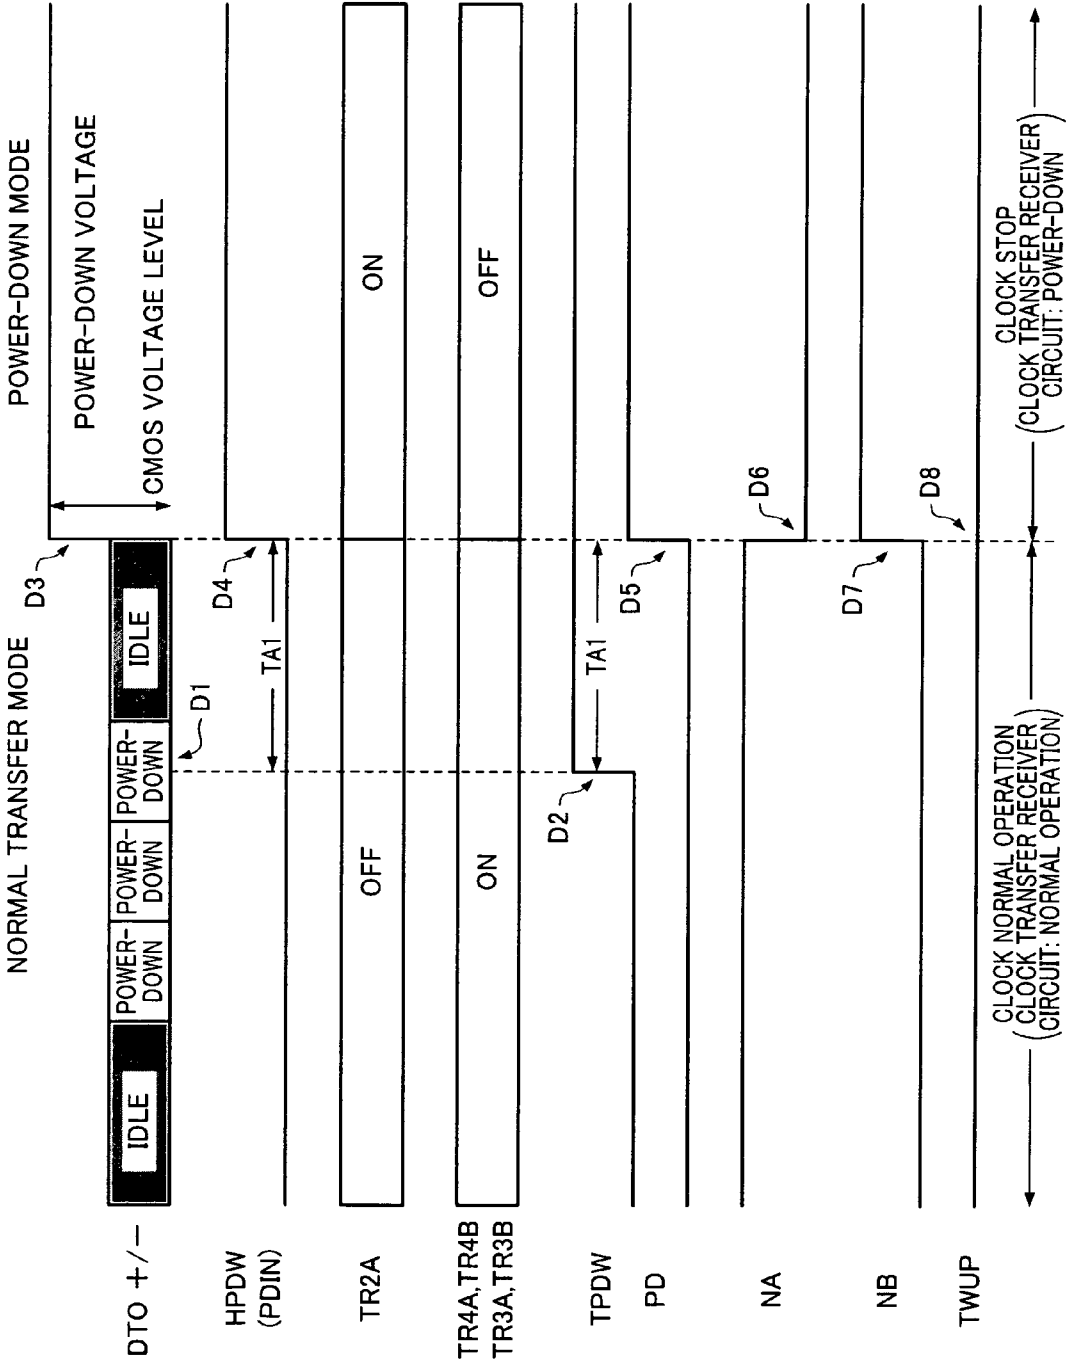 NORMAL TRANSFER MODE
POWER-DOWN MODE
D3
POWER-DOWN VOLTAGE
CMOS VOLTAGE LEVEL
DTO +/−
IDLE
POWER-
DOWN
POWER-
DOWN
POWER-
DOWN
IDLE
D1
HPDW
(PDIN)
D4
TA1
TR2A
OFF
ON
TR4A,TR4B
TR3A,TR3B
ON
OFF
TPDW
D2
TA1
PD
D5
NA
D6
NB
D7
TWUP
D8
CLOCK NORMAL OPERATION
(CLOCK TRANSFER RECEIVER
CIRCUIT: NORMAL OPERATION)
CLOCK STOP
(CLOCK TRANSFER RECEIVER
CIRCUIT: POWER-DOWN)